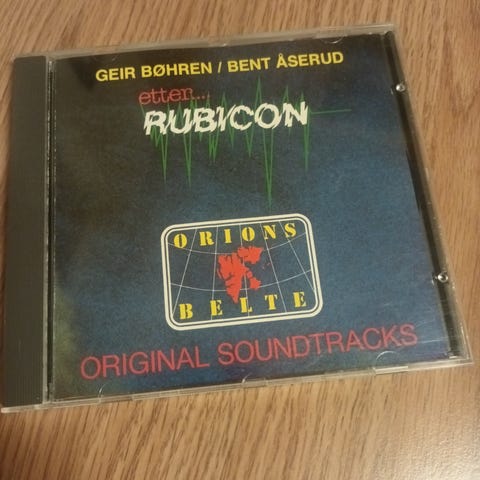 GEIR BØHREN / BENT ÅSERUD
etter...
RUBICON
ORIONS
BELTE
ORIGINAL SOUNDTRACKS